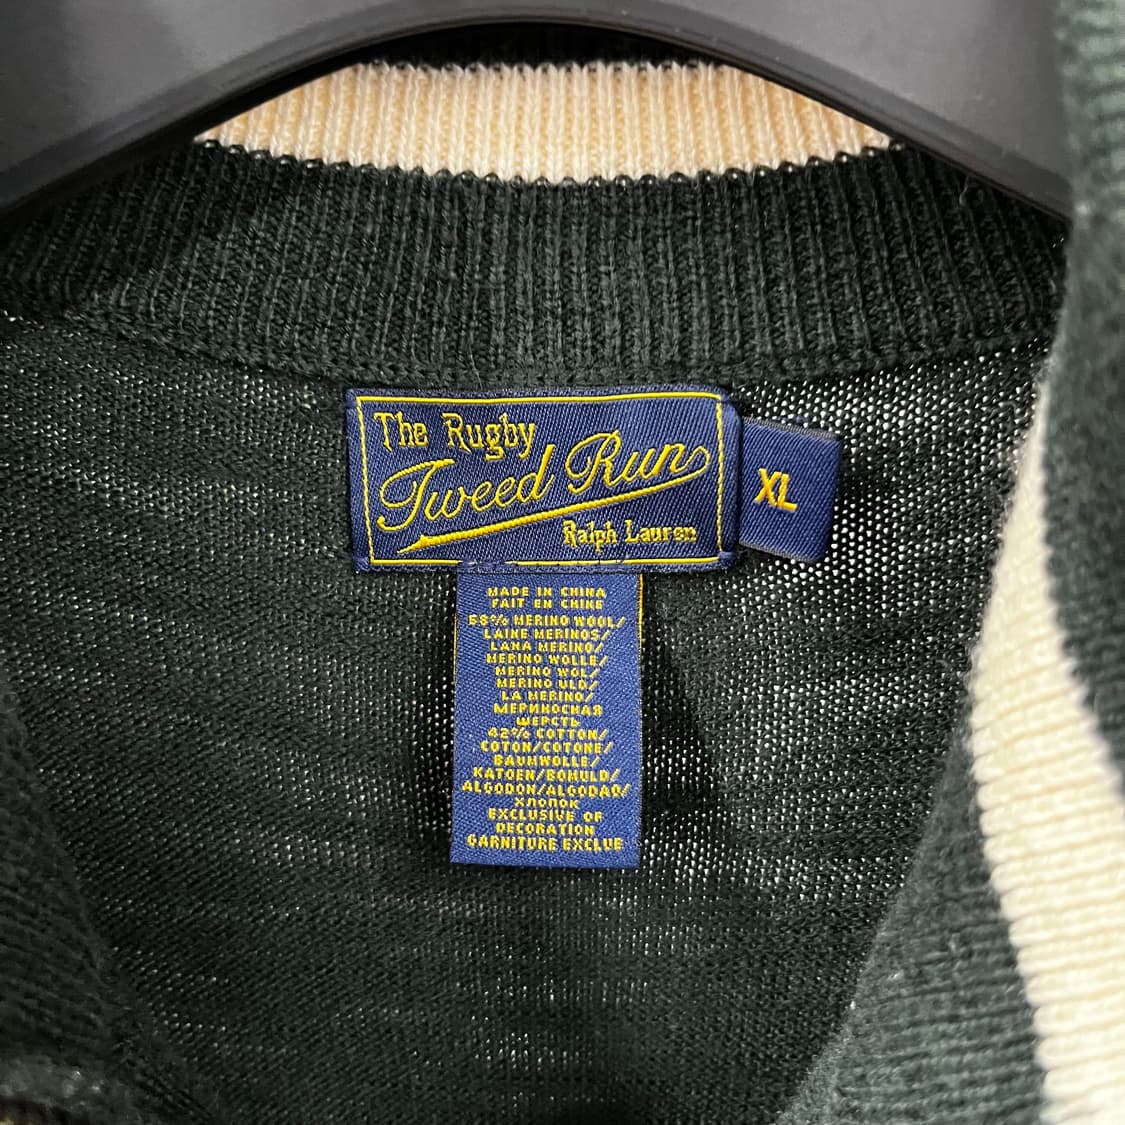 The Rugby
Tweed Run
Ralph Lauren
XL
MADE IN CHINA
FAIT EN CHINE
58% MERINO WOOL/
LAINE MERINOS/
LANA MERINO/
MERINO WOLLE/
MERINO WOL/
MERINO ULD/
LA MERINO/
МЕРИНОСНАЯ
ШЕРСТЬ
42% COTTON/
COTON/COTONE/
BAUMWOLLE/
KATOEN/BOMULD/
ALGODON/ALGODAO/
ХЛОПОК
EXCLUSIVE OF
DECORATION
GARNITURE EXCLUE